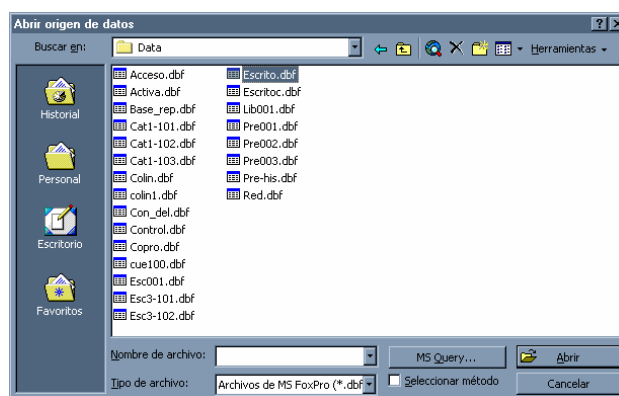 Abrir origen de datos
Buscar en:
Data
Herramientas
Historial
Personal
Escritorio
Favoritos
Acceso.dbf
Activa.dbf
Base_rep.dbf
Cat1-101.dbf
Cat1-102.dbf
Cat1-103.dbf
Colin.dbf
colin1.dbf
Con_del.dbf
Control.dbf
Copro.dbf
cue100.dbf
Esc001.dbf
Esc3-101.dbf
Esc3-102.dbf
Escrito.dbf
Escritoc.dbf
Lib001.dbf
Pre001.dbf
Pre002.dbf
Pre003.dbf
Pre-his.dbf
Red.dbf
Nombre de archivo:
MS Query...
Abrir
Tipo de archivo:
Archivos de MS FoxPro (*.dbf
Seleccionar método
Cancelar